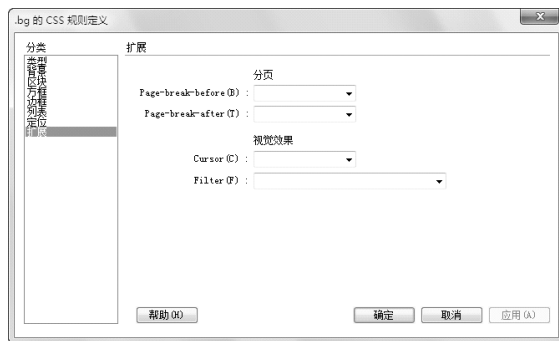 .bg 的 CSS 规则定义
分类
扩展
类型
背景
区块
方框
边框
列表
定位
扩展
分页
Page-break-before(B) :
Page-break-after(T) :
视觉效果
Cursor(C) :
Filter(F) :
帮助(H)
确定
取消
应用(A)